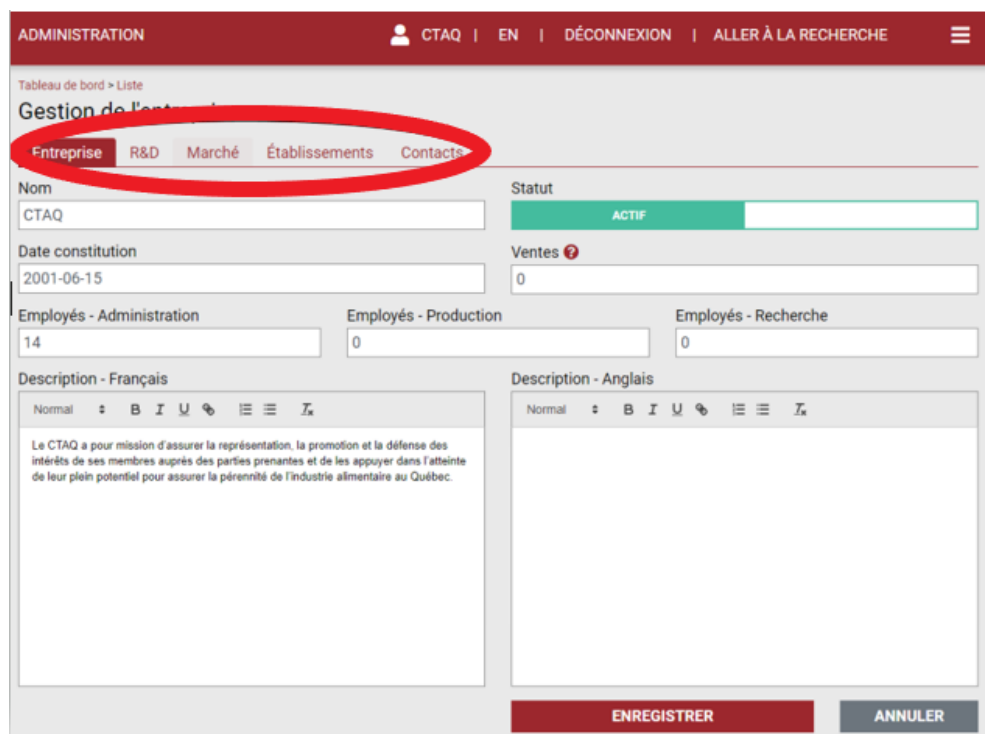 ADMINISTRATION CTAQ | EN | DÉCONNEXION | ALLER À LA RECHERCHE
Tableau de bord > Liste
Gestion de
Entreprise R&D Marché Établissements Contacts
Nom Statut
CTAQ ACTIF
Date constitution Ventes ?
2001-06-15 0
Employés - Administration Employés - Production Employés - Recherche
14 0 0
Description - Français Description - Anglais
Normal B I U Normal B I U
Le CTAQ a pour mission d'assurer la représentation, la promotion et la défense des
intérêts de ses membres auprès des parties prenantes et de les appuyer dans l'atteinte
de leur plein potentiel pour assurer la pérennité de l'industrie alimentaire au Québec.
ENREGISTRER ANNULER